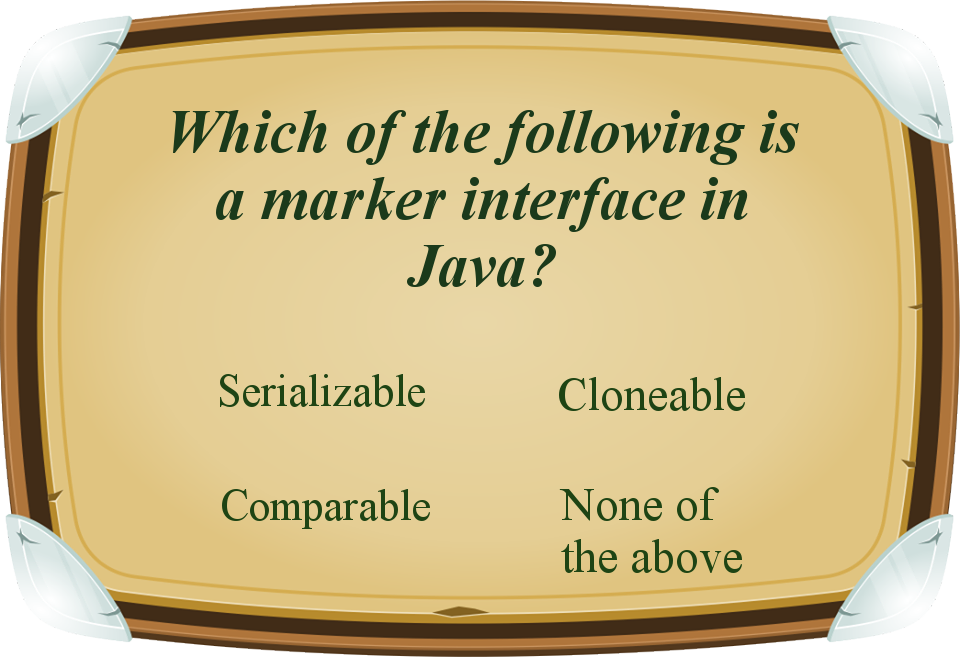 Which of the following is
a marker interface in
Java?
Serializable
Cloneable
Comparable
None of
the above